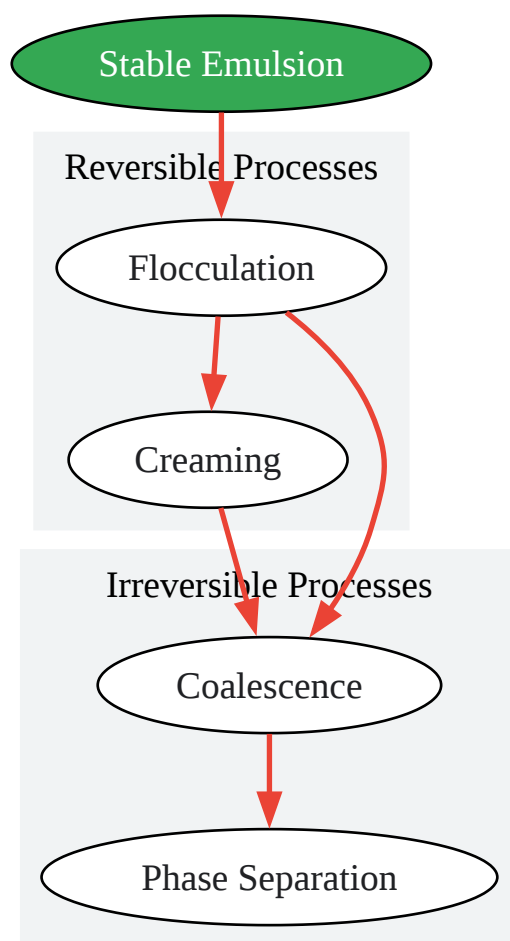 Stable Emulsion
Reversible Processes
Flocculation
Creaming
Irreversible Processes
Coalescence
Phase Separation